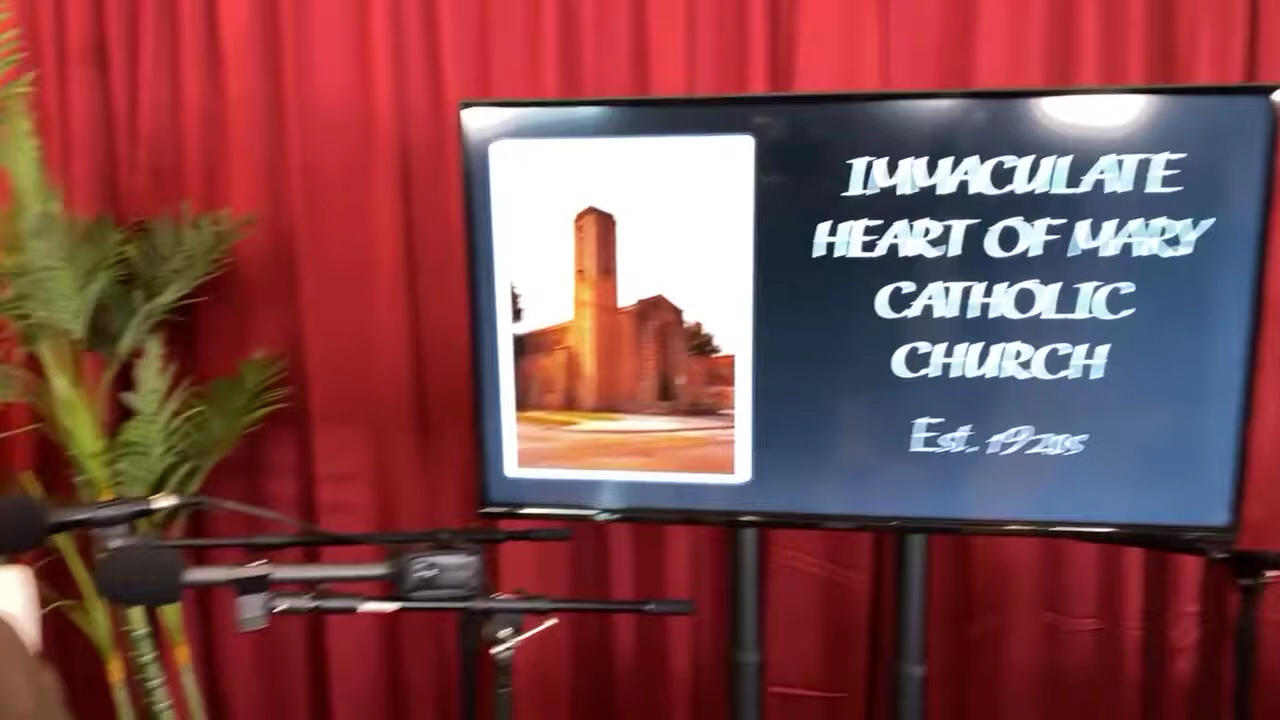 IMMACULATE
HEART OF MARY
CATHOLIC
CHURCH
Est. 1920s